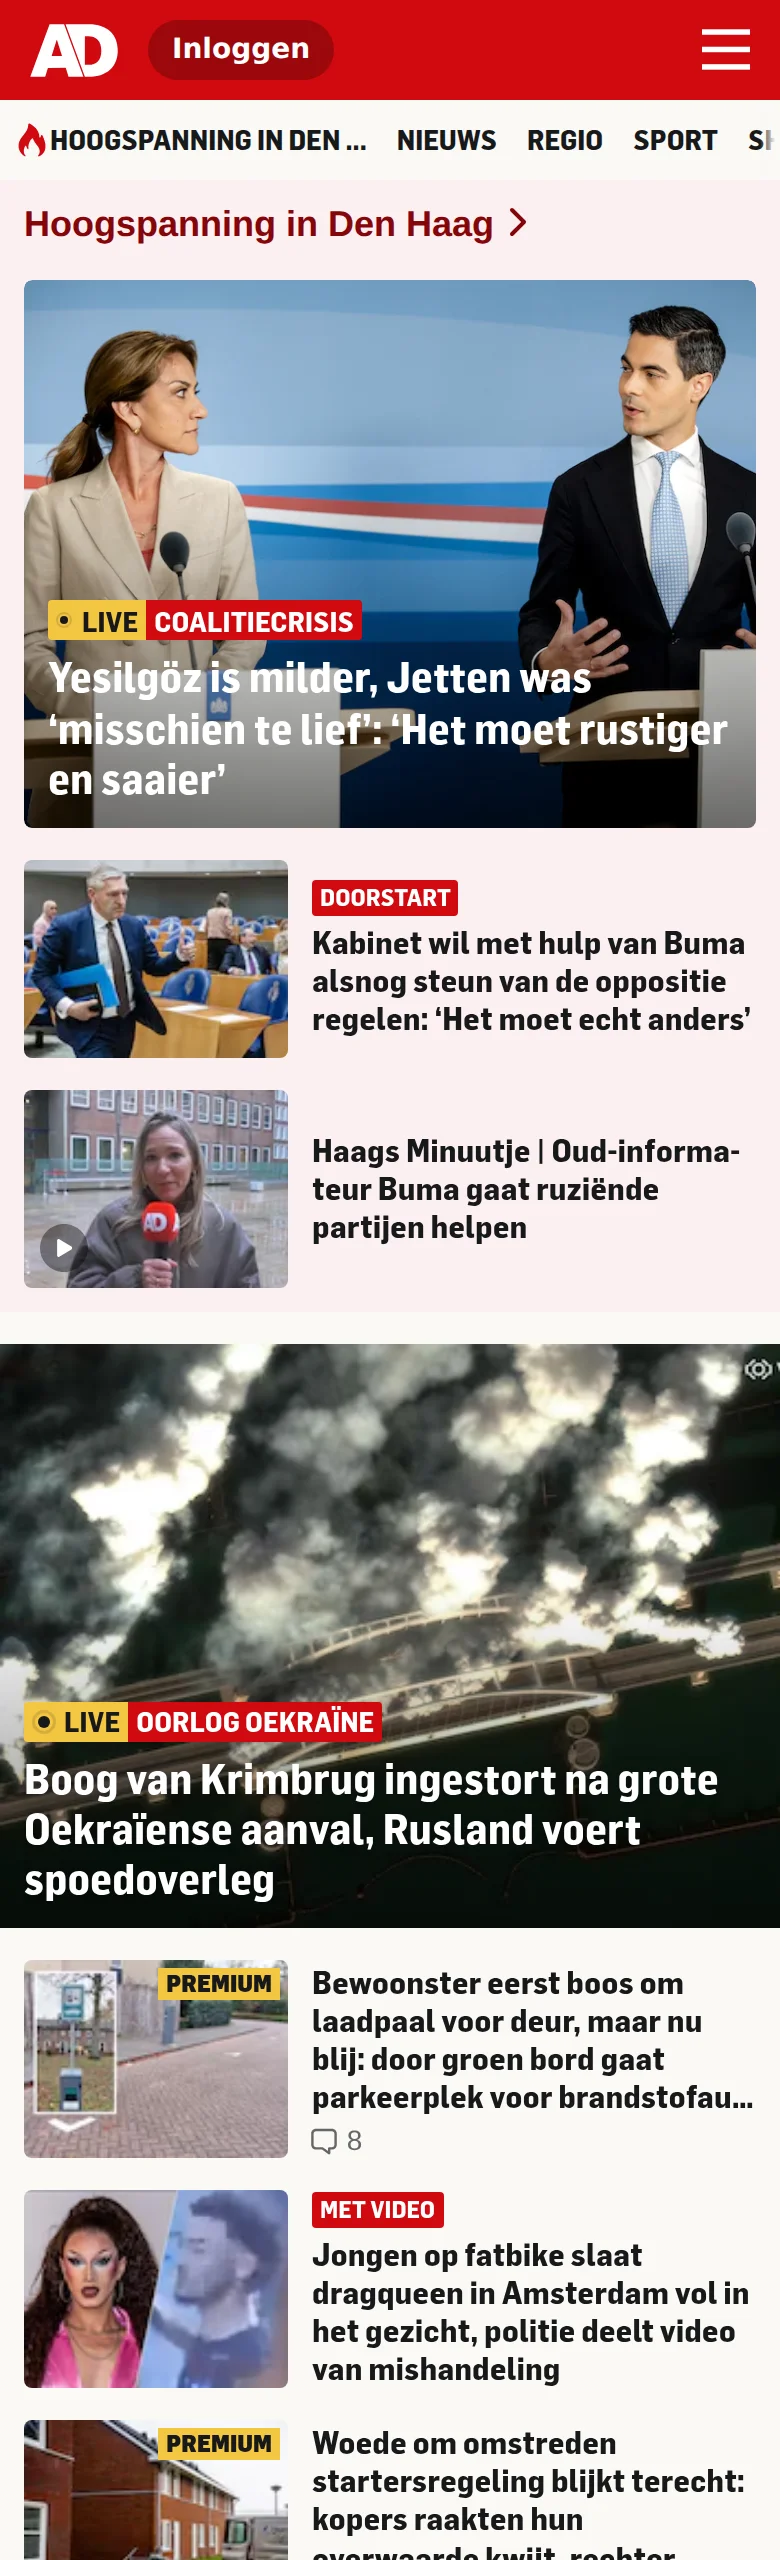 AD
Inloggen
HOOGSPANNING IN DEN ...
NIEUWS
REGIO
SPORT
Hoogspanning in Den Haag
LIVE COALITIECRISIS
Yesilgöz is milder, Jetten was
‘misschien te lief’: ‘Het moet rustiger
en saaier’
DOORSTART
Kabinet wil met hulp van Buma
alsnog steun van de oppositie
regelen: ‘Het moet echt anders’
AD
Haags Minuutje | Oud-informa-
teur Buma gaat ruziënde
partijen helpen
LIVE OORLOG OEKRAÏNE
Boog van Krimbrug ingestort na grote
Oekraïense aanval, Rusland voert
spoedoverleg
PREMIUM
Bewoonster eerst boos om
laadpaal voor deur, maar nu
blij: door groen bord gaat
parkeerplek voor brandstofau...
8
MET VIDEO
Jongen op fatbike slaat
dragqueen in Amsterdam vol in
het gezicht, politie deelt video
van mishandeling
PREMIUM
Woede om omstreden
startersregeling blijkt terecht:
kopers raakten hun
overwaarde kwijt, rechter